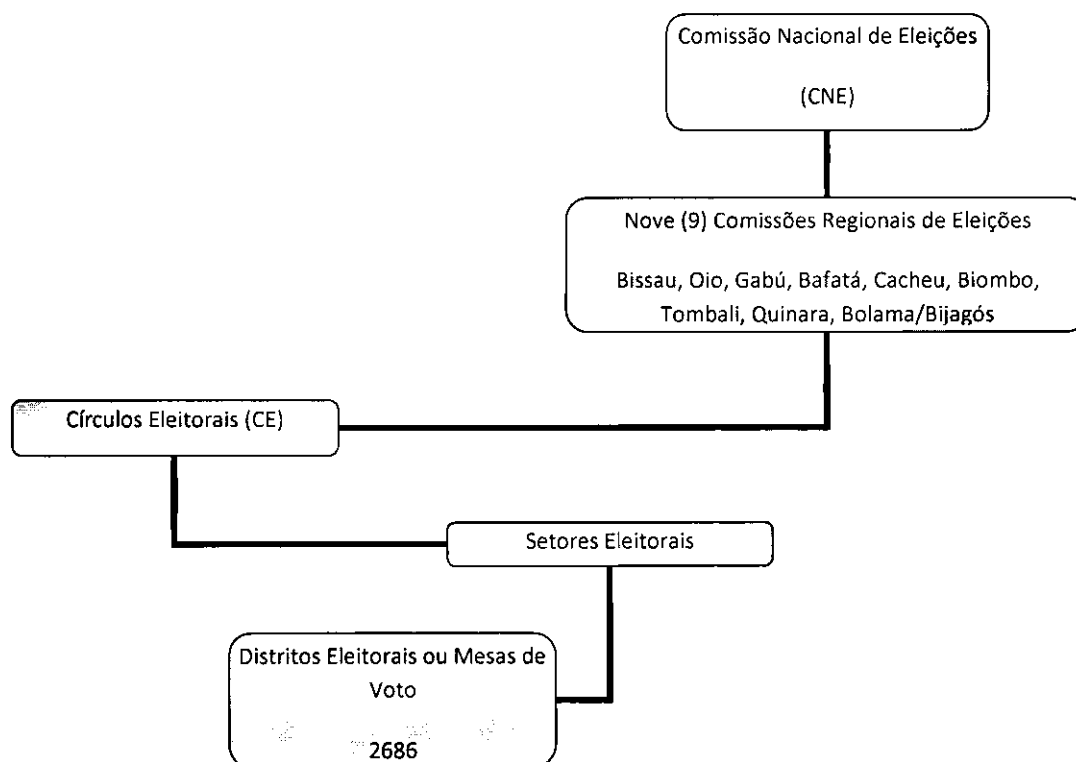 Comissão Nacional de Eleições
(CNE)
Nove (9) Comissões Regionais de Eleições
Bissau, Oio, Gabú, Bafatá, Cacheu, Biombo,
Tombali, Quinara, Bolama/Bijagós
Círculos Eleitorais (CE)
Setores Eleitorais
Distritos Eleitorais ou Mesas de
Voto
2686